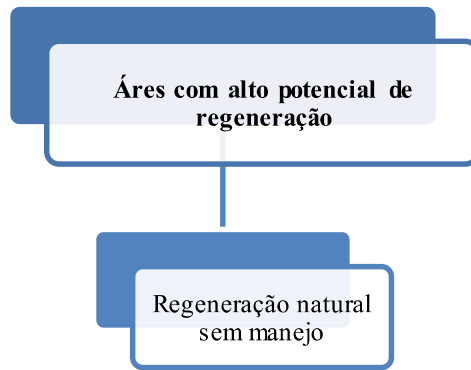 Áres com alto potencial de
regeneração
Regeneração natural
sem manejo